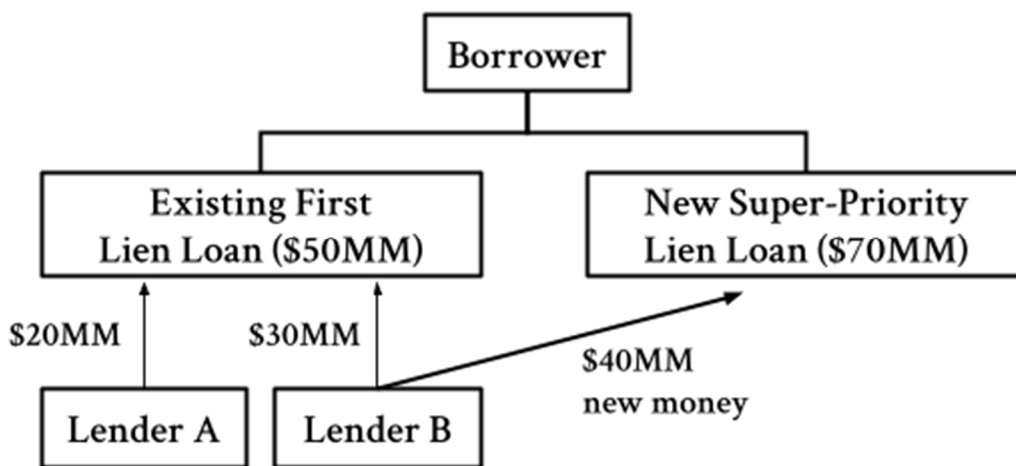 Borrower
Existing First
Lien Loan ($50MM)
New Super-Priority
Lien Loan ($70MM)
$20MM
$30MM
$40MM
new money
Lender A
Lender B